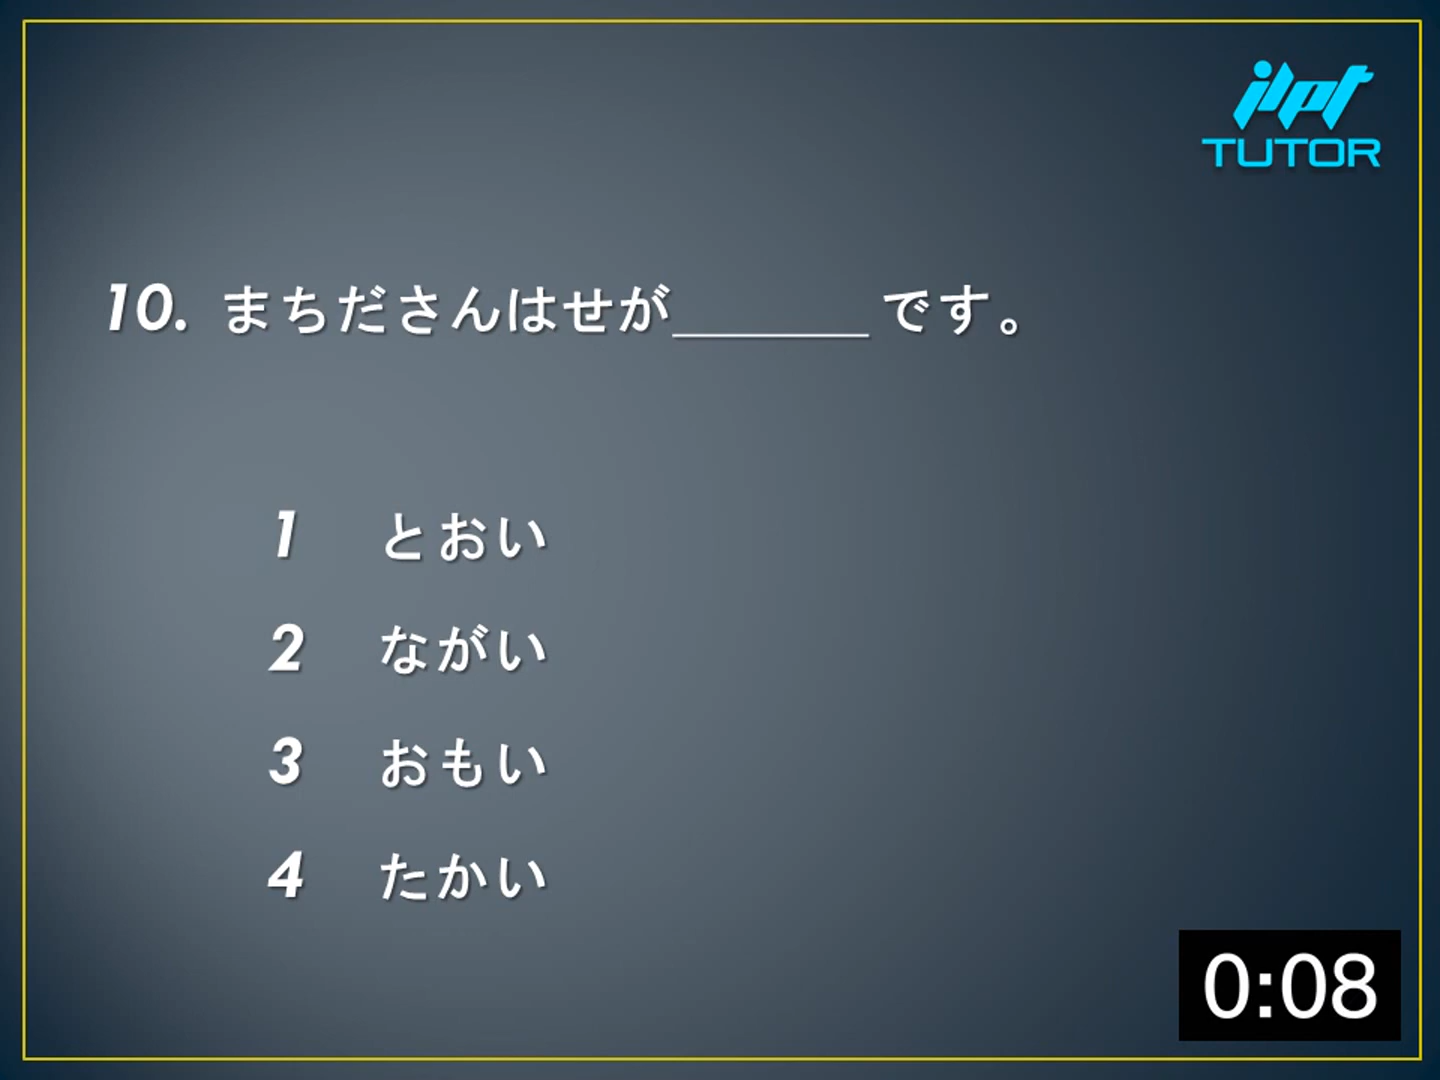 jlpt
TUTOR
10. まちださんはせが_______です。
1 とおい
2 ながい
3 おもい
4 たかい
0:08